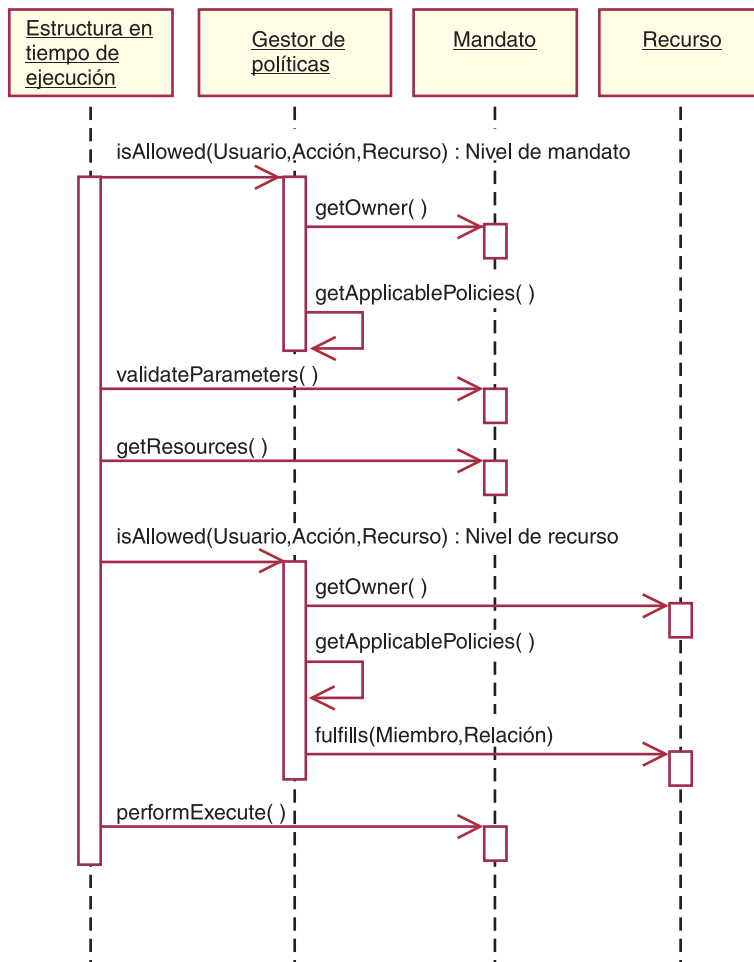 Estructura en
tiempo de
ejecución
Gestor de
políticas
Mandato
Recurso
isAllowed(Usuario,Acción,Recurso) : Nivel de mandato
getOwner( )
getApplicablePolicies( )
validateParameters( )
getResources( )
isAllowed(Usuario,Acción,Recurso) : Nivel de recurso
getOwner( )
getApplicablePolicies( )
fulfills(Miembro,Relación)
performExecute( )